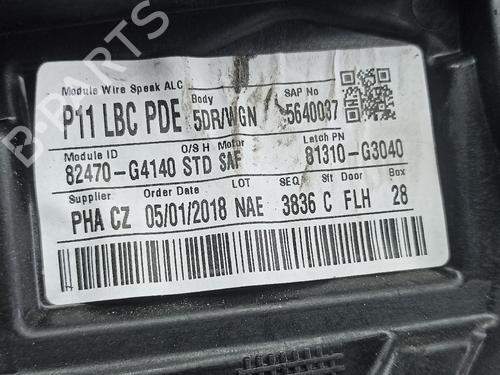 B-PARTS
Module Wire Speak ALC Body SAP No
P11 LBC PDE 5DR/WGN 5640037
Module ID O/S H Motor Latch PN
82470-G4140 STD SAF 81310-G3040
Supplier Order Date LOT SEQ Sft Door Box
PHA CZ 05/01/2018 NAE 3836 C FLH 28